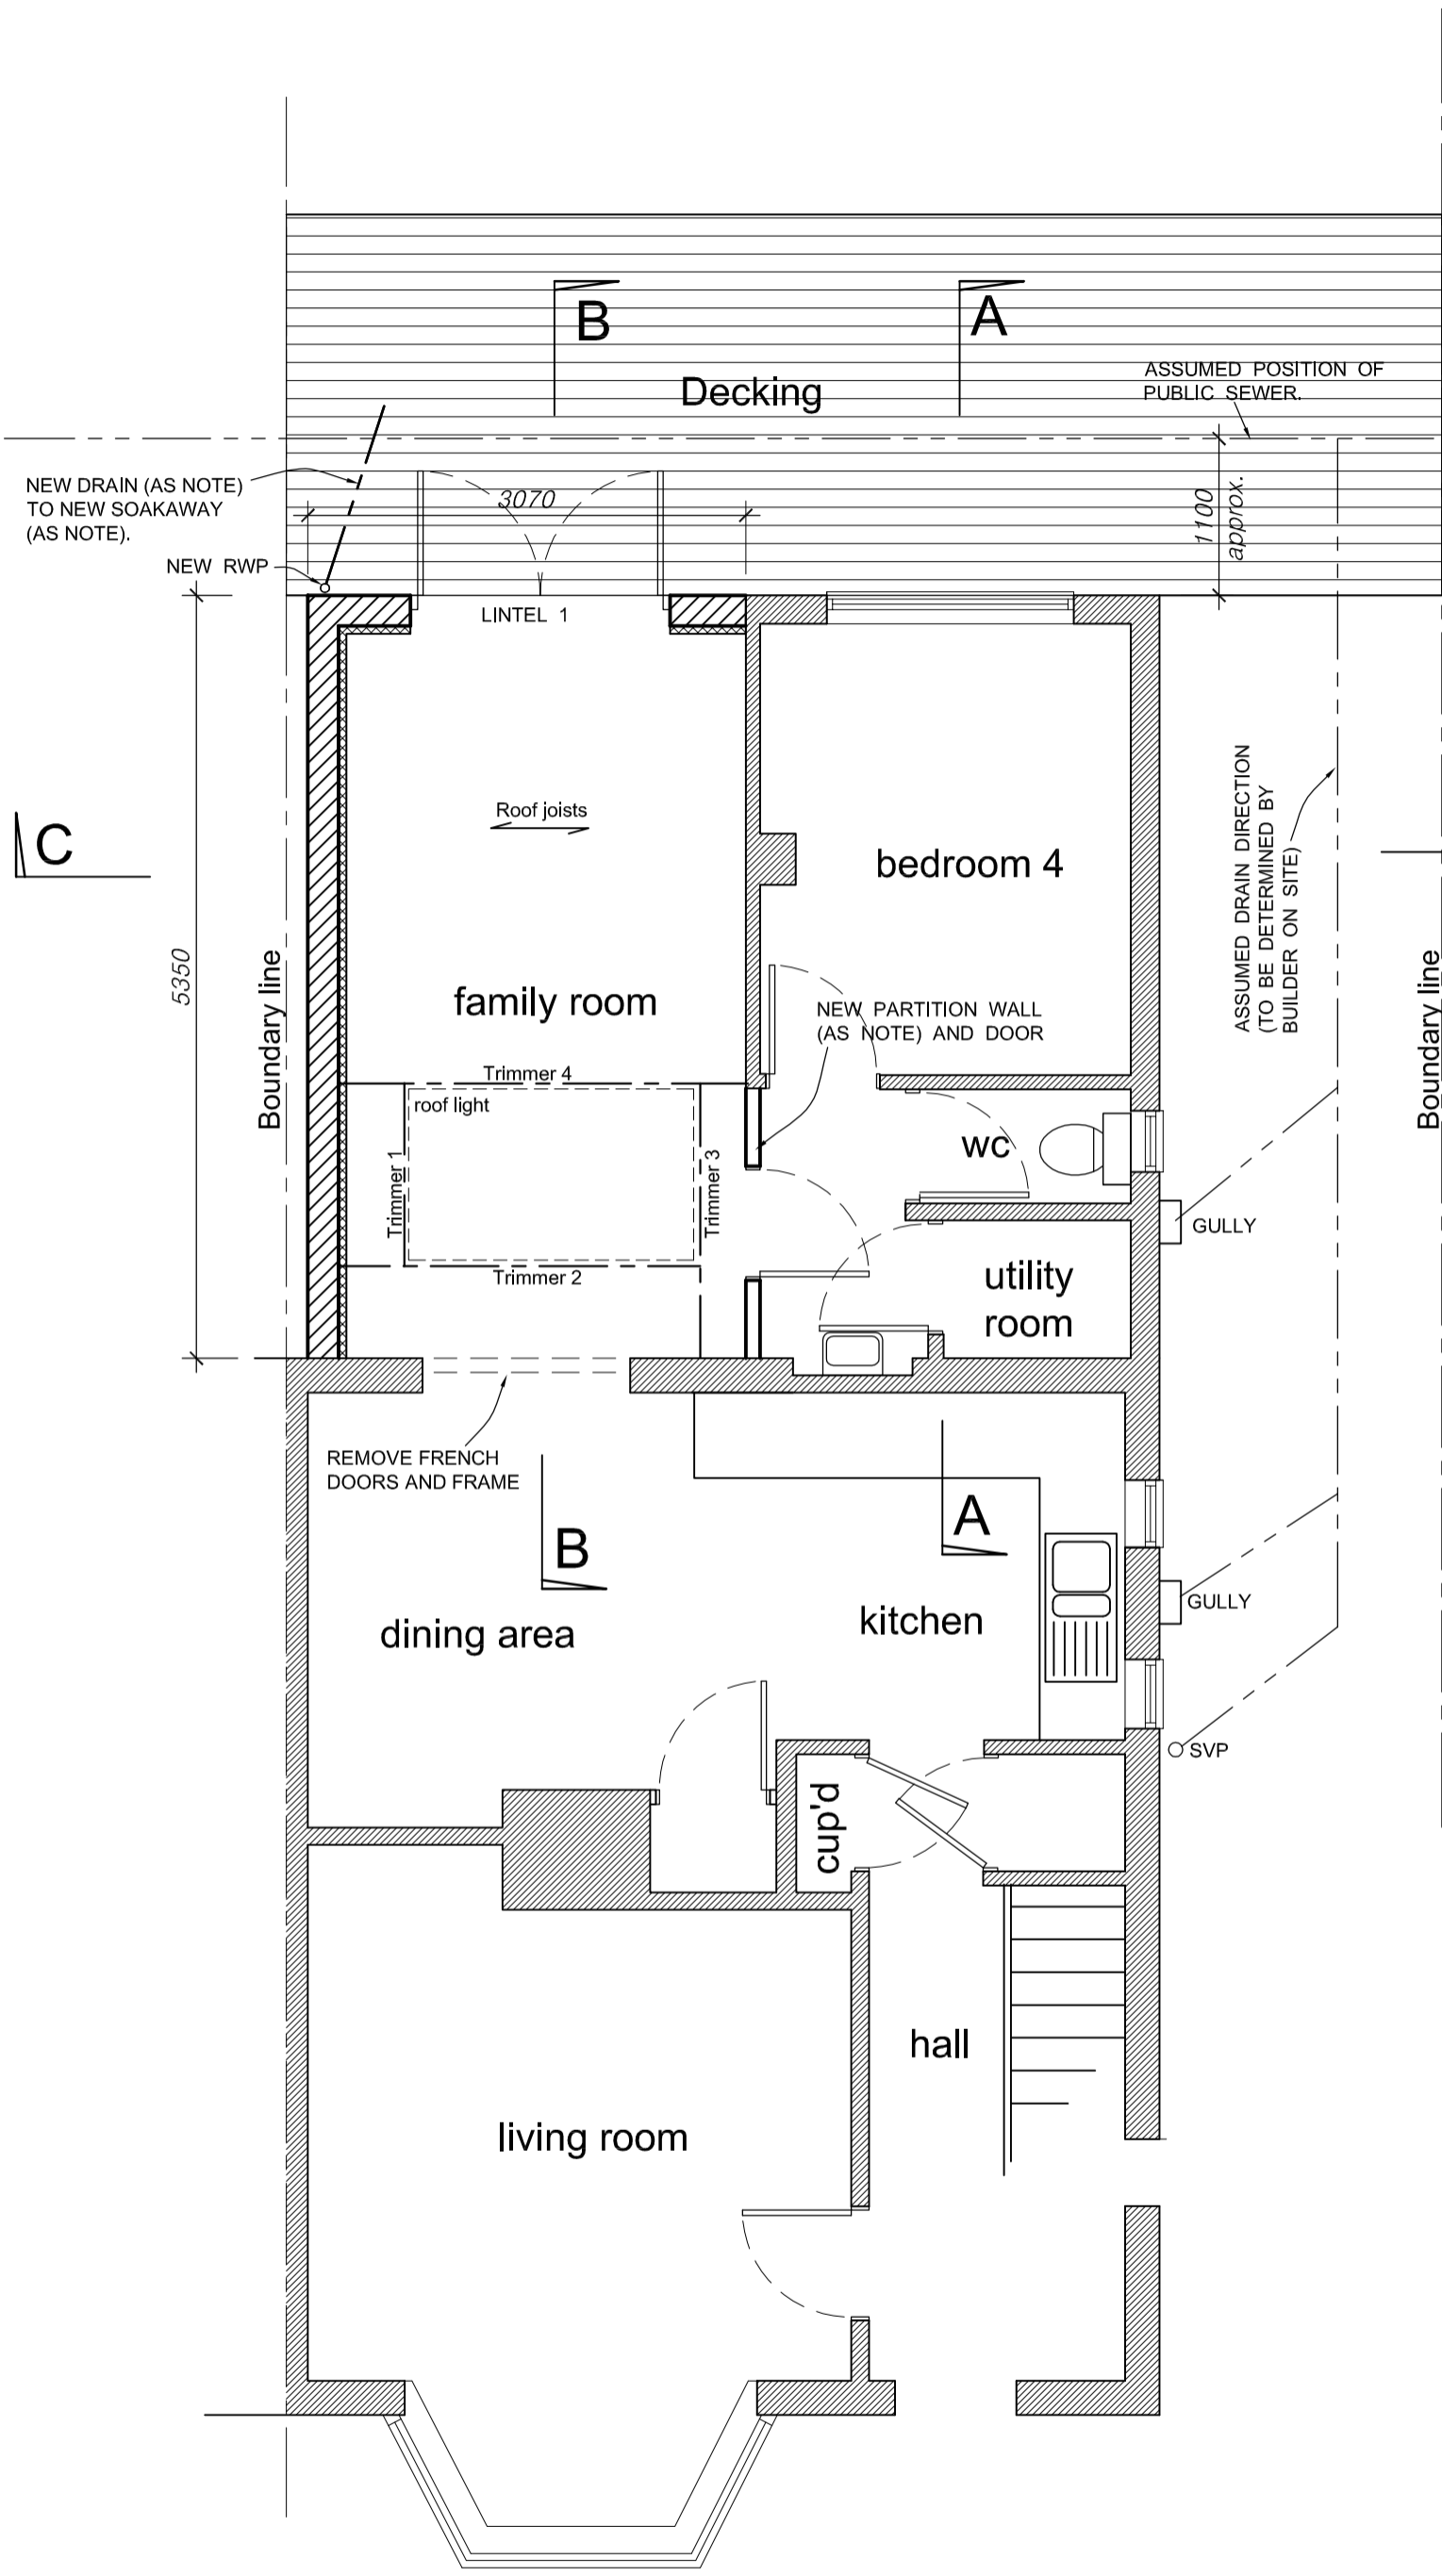 B
A
Decking
ASSUMED POSITION OF
PUBLIC SEWER.
NEW DRAIN (AS NOTE)
TO NEW SOAKAWAY
(AS NOTE).
3070
1100
approx.
NEW RWP
LINTEL 1
Roof joists
C
bedroom 4
ASSUMED DRAIN DIRECTION
(TO BE DETERMINED BY
BUILDER ON SITE)
5350
Boundary line
Boundary line
family room
NEW PARTITION WALL
(AS NOTE) AND DOOR
Trimmer 4
roof light
Trimmer 1
Trimmer 3
wc
GULLY
Trimmer 2
utility
room
REMOVE FRENCH
DOORS AND FRAME
A
B
GULLY
dining area
kitchen
SVP
cup'd
hall
living room